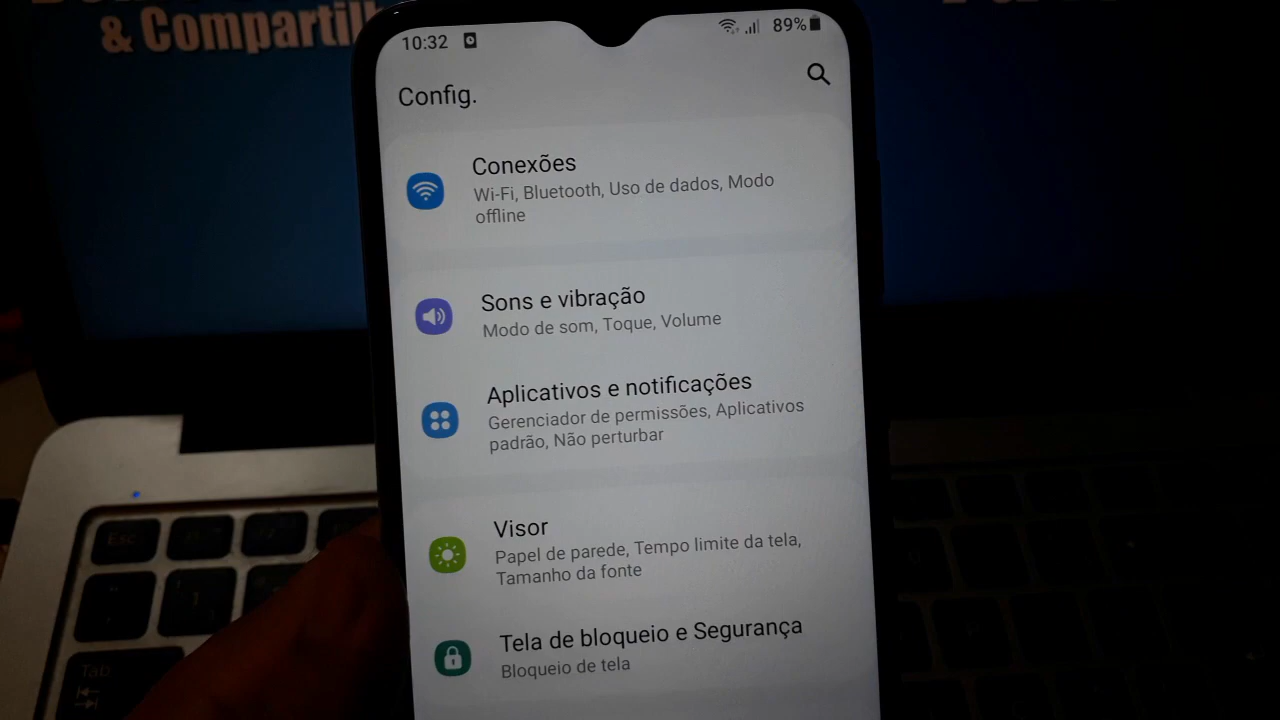 & Compartilh
10:32
89%
Config.
Conexões
Wi-Fi, Bluetooth, Uso de dados, Modo
offline
Sons e vibração
Modo de som, Toque, Volume
Aplicativos e notificações
Gerenciador de permissões, Aplicativos
padrão, Não perturbar
Visor
Papel de parede, Tempo limite da tela,
Tamanho da fonte
Tela de bloqueio e Segurança
Bloqueio de tela
Esc
Tab